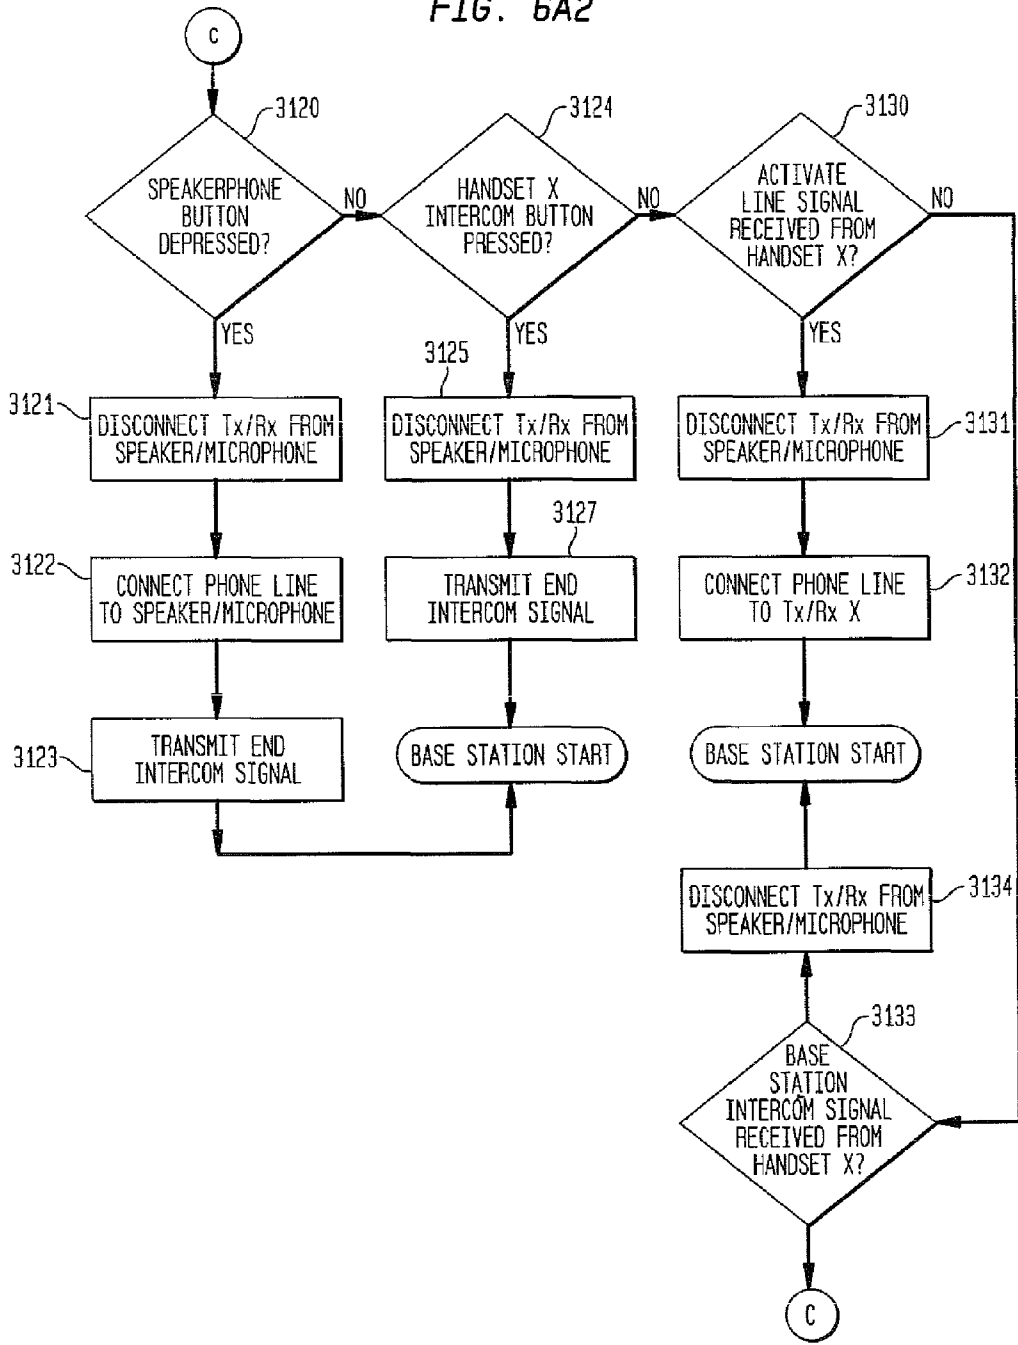 FIG. 6A2
C
3120
SPEAKERPHONE
BUTTON
DEPRESSED?
NO
YES
3124
HANDSET X
INTERCOM BUTTON
PRESSED?
NO
YES
3130
ACTIVATE
LINE SIGNAL
RECEIVED FROM
HANDSET X?
NO
YES
3121
DISCONNECT Tx/Rx FROM
SPEAKER/MICROPHONE
3125
DISCONNECT Tx/Rx FROM
SPEAKER/MICROPHONE
3131
DISCONNECT Tx/Rx FROM
SPEAKER/MICROPHONE
3122
CONNECT PHONE LINE
TO SPEAKER/MICROPHONE
3127
TRANSMIT END
INTERCOM SIGNAL
3132
CONNECT PHONE LINE
TO Tx/Rx X
3123
TRANSMIT END
INTERCOM SIGNAL
BASE STATION START
BASE STATION START
3134
DISCONNECT Tx/Rx FROM
SPEAKER/MICROPHONE
3133
BASE
STATION
INTERCOM SIGNAL
RECEIVED FROM
HANDSET X?
C